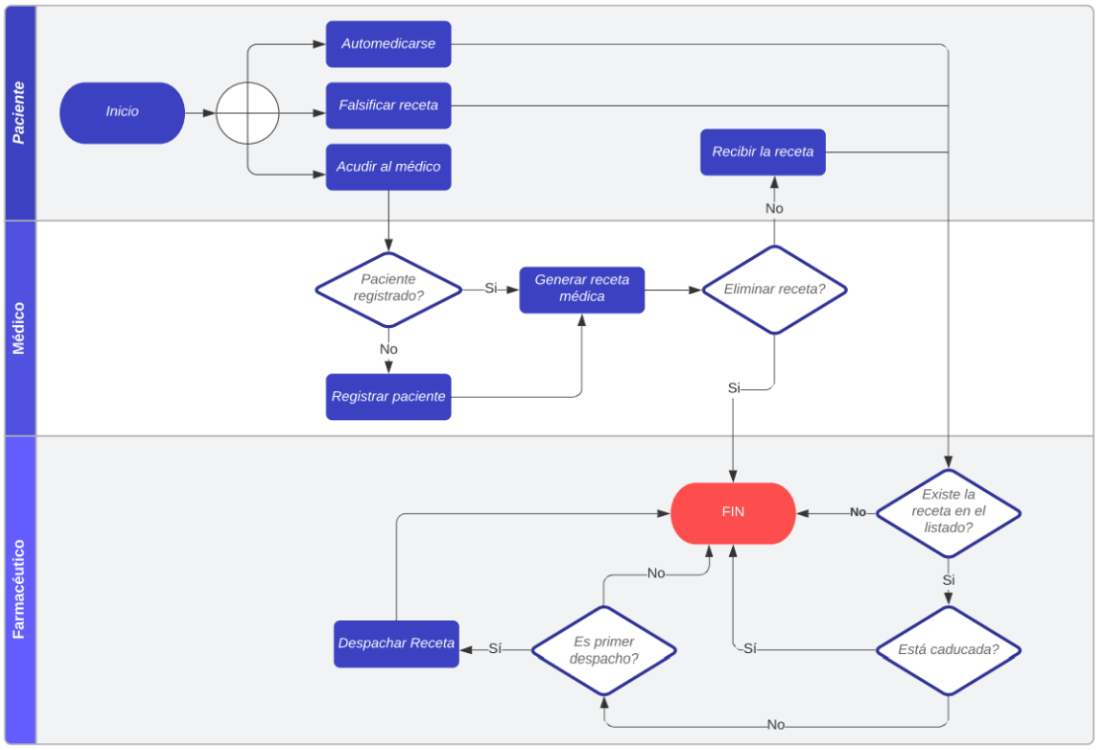 Paciente
Inicio
Automedicarse
Falsificar receta
Acudir al médico
Recibir la receta
No
Médico
Paciente
registrado?
Si
Generar receta
médica
Eliminar receta?
No
Registrar paciente
Si
Farmacéutico
FIN
No
Existe la
receta en el
listado?
Si
No
Despachar Receta
Sí
Es primer
despacho?
Sí
Está caducada?
No